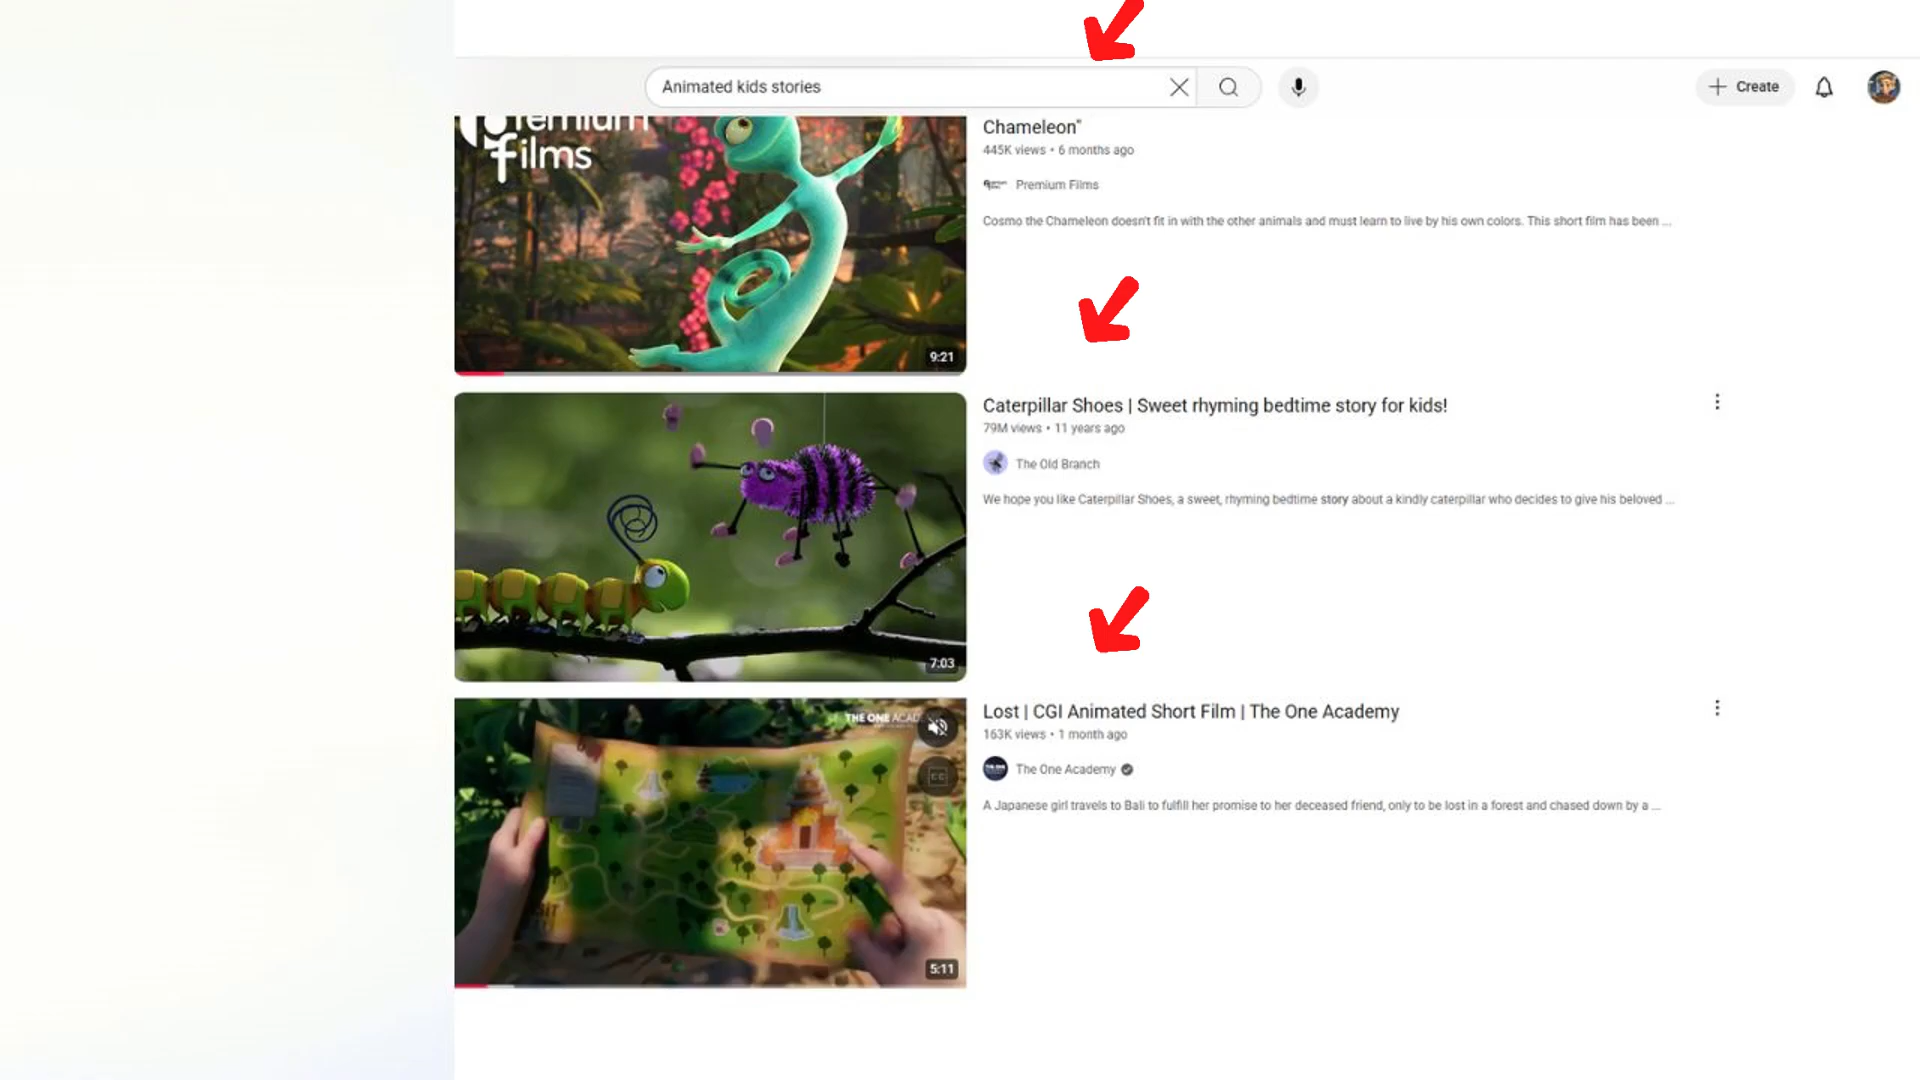 Animated kids stories
Create
Premium
films
9:21
Chameleon"
445K views • 6 months ago
Premium Films
Cosmo the Chameleon doesn't fit in with the other animals and must learn to live by his own colors. This short film has been ...
7:03
Caterpillar Shoes | Sweet rhyming bedtime story for kids!
79M views • 11 years ago
The Old Branch
We hope you like Caterpillar Shoes, a sweet, rhyming bedtime story about a kindly caterpillar who decides to give his beloved ...
THE ONE ACAD
CC
5:11
Lost | CGI Animated Short Film | The One Academy
163K views • 1 month ago
The One Academy
A Japanese girl travels to Bali to fulfill her promise to her deceased friend, only to be lost in a forest and chased down by a ...